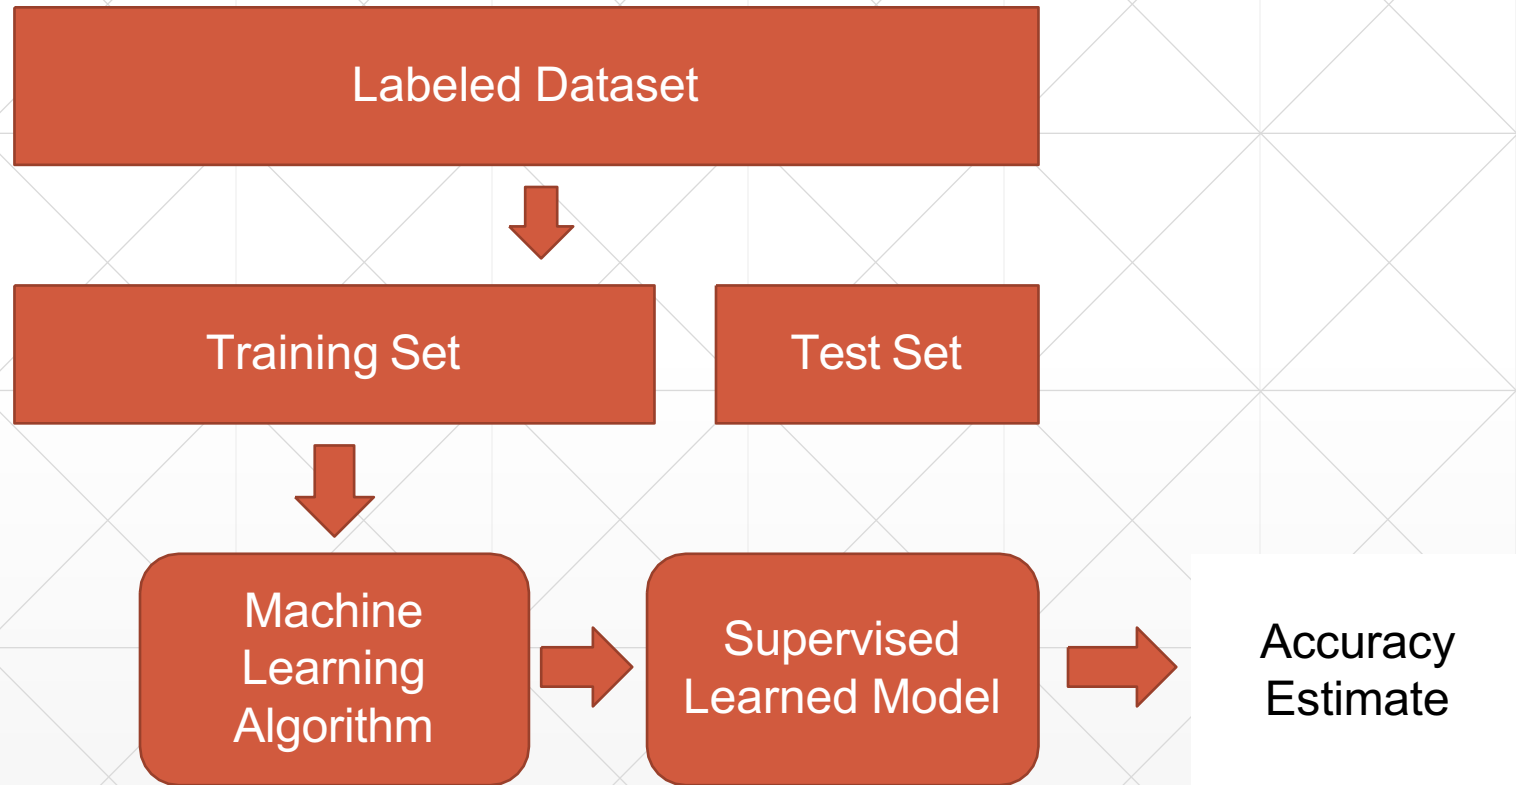 Labeled Dataset
Training Set
Test Set
Machine
Learning
Algorithm
Supervised
Learned Model
Accuracy
Estimate